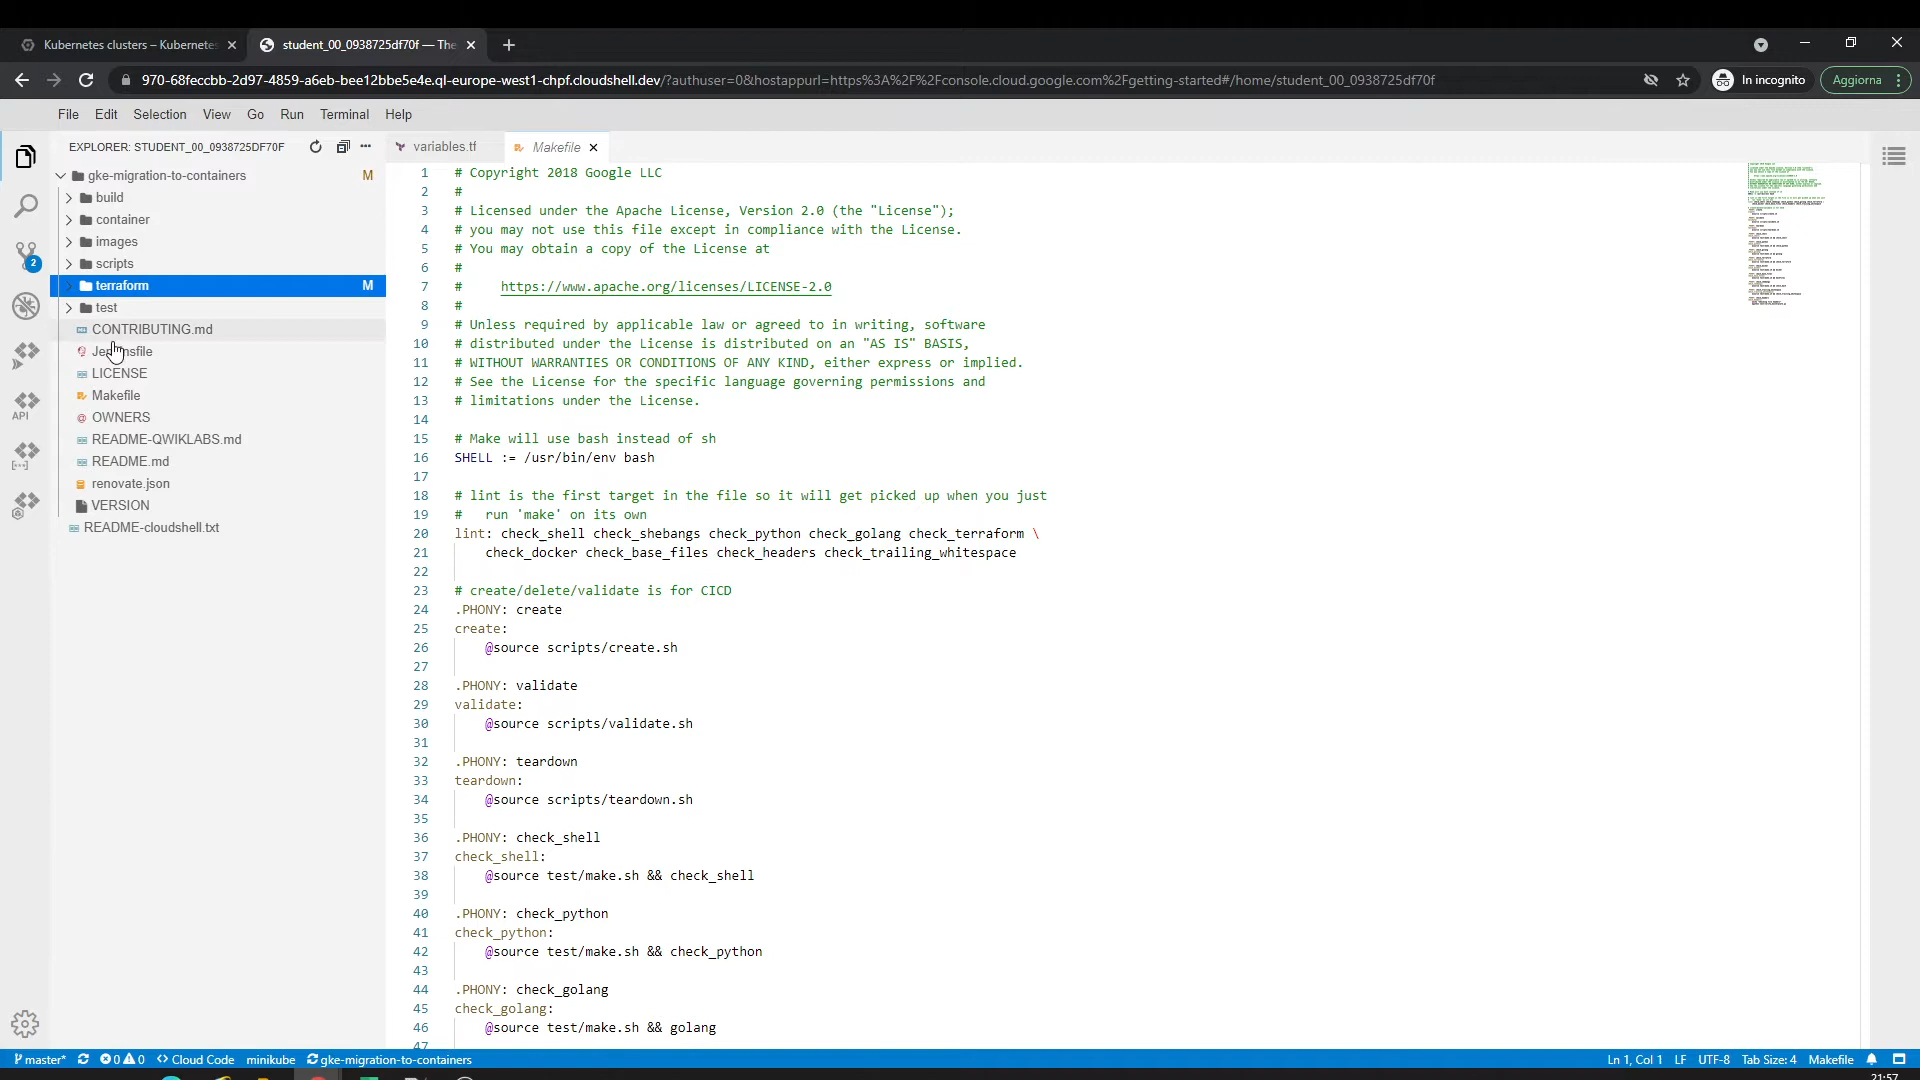 Kubernetes clusters – Kubernetes
student_00_0938725df70f — The
970-68feccbb-2d97-4859-a6eb-bee12bbe5e4e.ql-europe-west1-chpf.cloudshell.dev/?authuser=0&hostappurl=https%3A%2F%2Fconsole.cloud.google.com%2Fgetting-started#/home/student_00_0938725df70f
In incognito
Aggiorna
File Edit Selection View Go Run Terminal Help
EXPLORER: STUDENT_00_0938725DF70F
gke-migration-to-containers M
build
container
images
scripts
terraform M
test
CONTRIBUTING.md
Jenkinsfile
LICENSE
Makefile
OWNERS
README-QWIKLABS.md
README.md
renovate.json
VERSION
README-cloudshell.txt
2
API
variables.tf
Makefile
1 # Copyright 2018 Google LLC
2 #
3 # Licensed under the Apache License, Version 2.0 (the "License");
4 # you may not use this file except in compliance with the License.
5 # You may obtain a copy of the License at
6 #
7 #     https://www.apache.org/licenses/LICENSE-2.0
8 #
9 # Unless required by applicable law or agreed to in writing, software
10 # distributed under the License is distributed on an "AS IS" BASIS,
11 # WITHOUT WARRANTIES OR CONDITIONS OF ANY KIND, either express or implied.
12 # See the License for the specific language governing permissions and
13 # limitations under the License.
14
15 # Make will use bash instead of sh
16 SHELL := /usr/bin/env bash
17
18 # lint is the first target in the file so it will get picked up when you just
19 #   run 'make' on its own
20 lint: check_shell check_shebangs check_python check_golang check_terraform \
21     check_docker check_base_files check_headers check_trailing_whitespace
22
23 # create/delete/validate is for CICD
24 .PHONY: create
25 create:
26     @source scripts/create.sh
27
28 .PHONY: validate
29 validate:
30     @source scripts/validate.sh
31
32 .PHONY: teardown
33 teardown:
34     @source scripts/teardown.sh
35
36 .PHONY: check_shell
37 check_shell:
38     @source test/make.sh && check_shell
39
40 .PHONY: check_python
41 check_python:
42     @source test/make.sh && check_python
43
44 .PHONY: check_golang
45 check_golang:
46     @source test/make.sh && golang
47
master* 0 0 Cloud Code minikube gke-migration-to-containers
Ln 1, Col 1 LF UTF-8 Tab Size: 4 Makefile
21:57